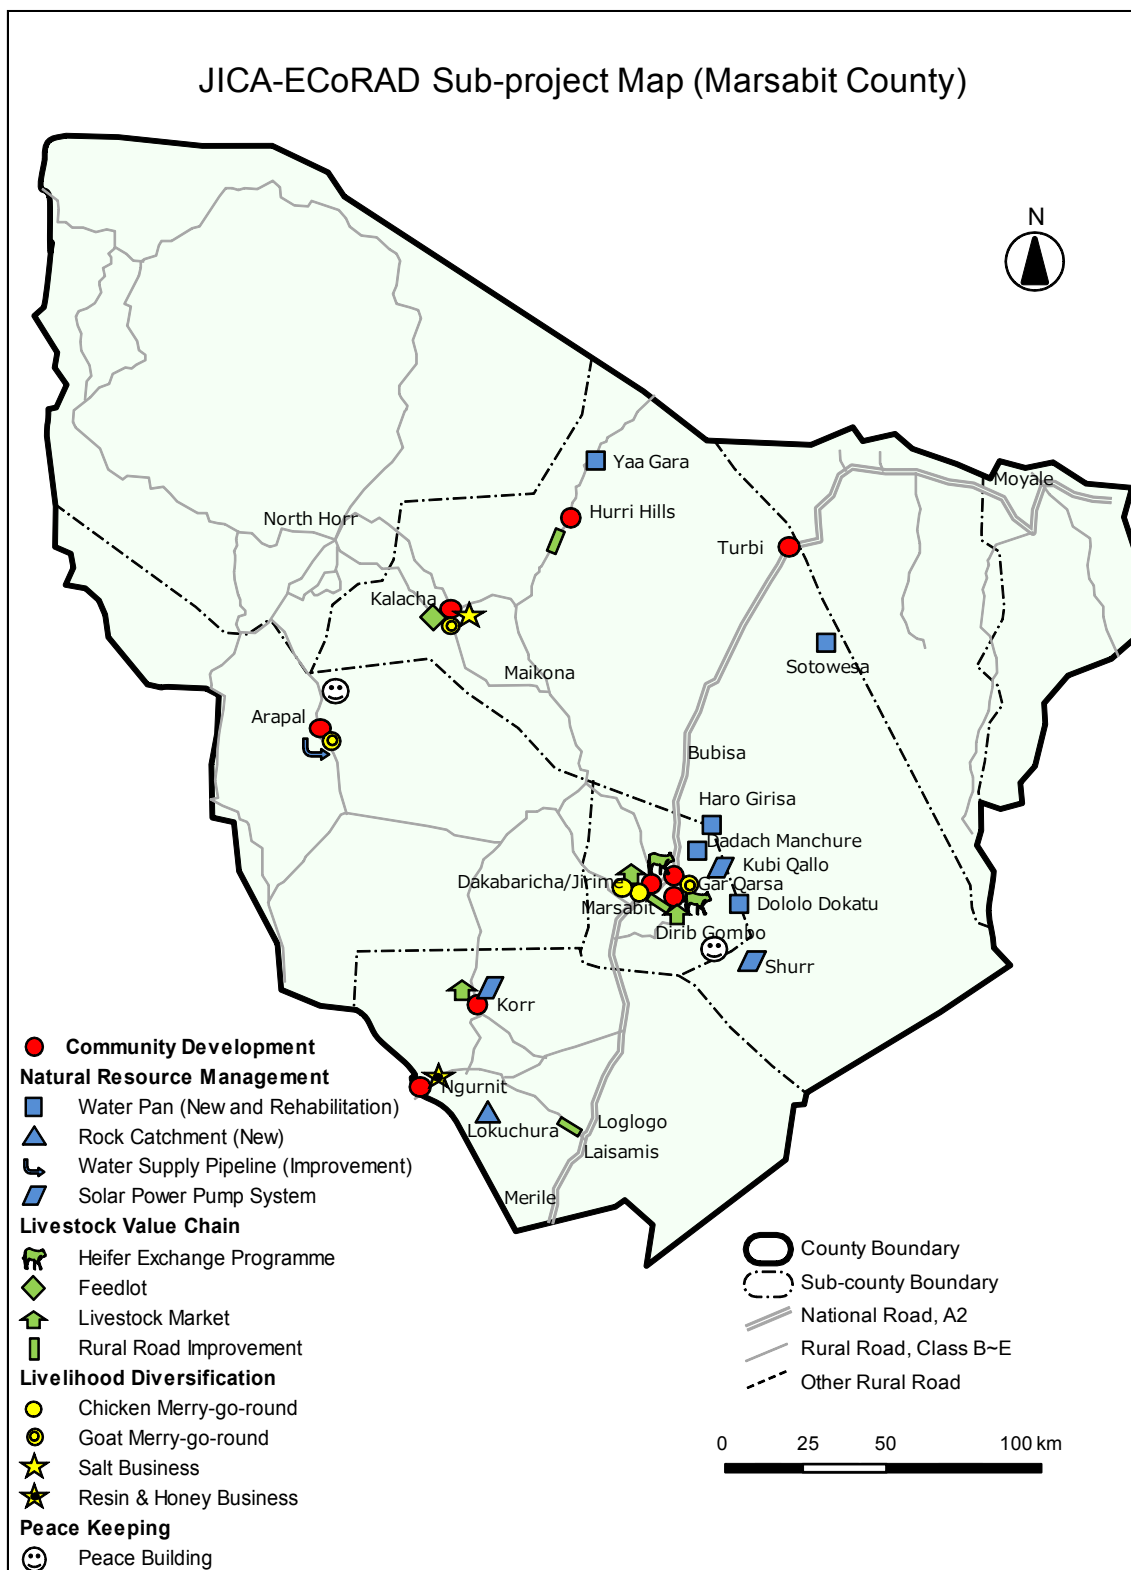 JICA-ECoRAD Sub-project Map (Marsabit County)
N
Yaa Gara
Moyale
Hurri Hills
North Horr
Turbi
Kalacha
Sotowesa
Maikona
Arapal
Bubisa
Haro Girisa
Dadach Manchure
Kubi Qallo
Dakabaricha/Jirime
Gar Qarsa
Marsabit
Dololo Dokatu
Dirib Gombo
Shurr
Korr
Ngurnit
Lokuchura
Loglogo
Laisamis
Merile
Community Development
Natural Resource Management
Water Pan (New and Rehabilitation)
Rock Catchment (New)
Water Supply Pipeline (Improvement)
Solar Power Pump System
Livestock Value Chain
Heifer Exchange Programme
Feedlot
Livestock Market
Rural Road Improvement
Livelihood Diversification
Chicken Merry-go-round
Goat Merry-go-round
Salt Business
Resin & Honey Business
Peace Keeping
Peace Building
County Boundary
Sub-county Boundary
National Road, A2
Rural Road, Class B~E
Other Rural Road
0 25 50 100 km